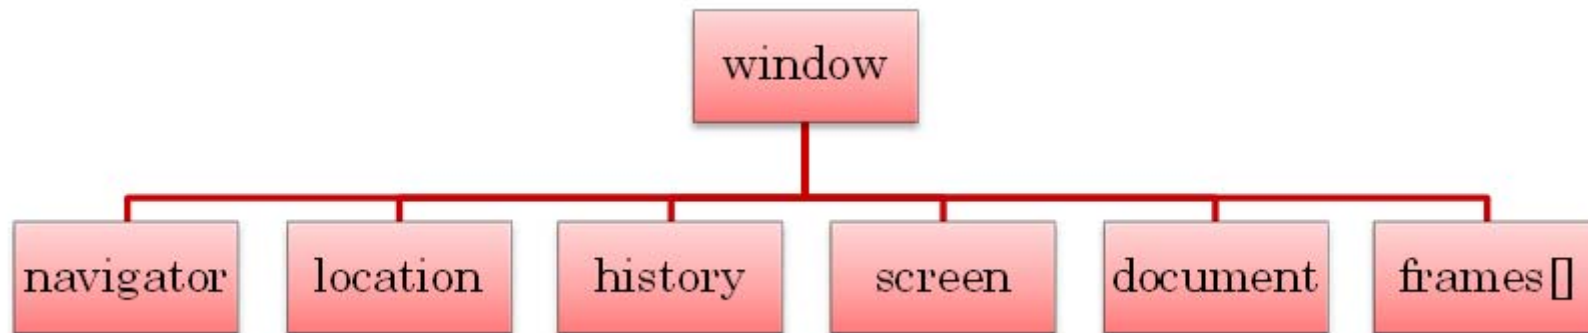 window
navigator
location
history
screen
document
frames[]